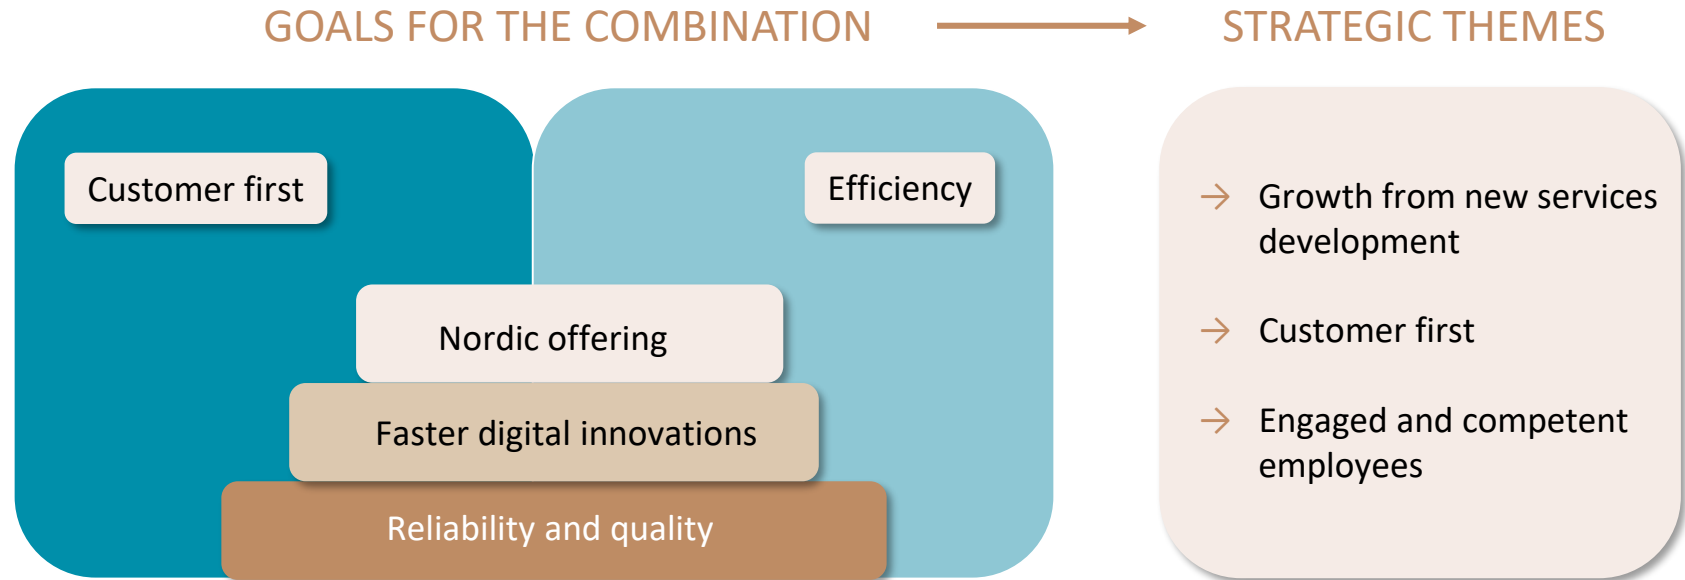 GOALS FOR THE COMBINATION
STRATEGIC THEMES
Customer first
Efficiency
Nordic offering
Faster digital innovations
Reliability and quality
→ Growth from new services
development
→ Customer first
→ Engaged and competent
employees